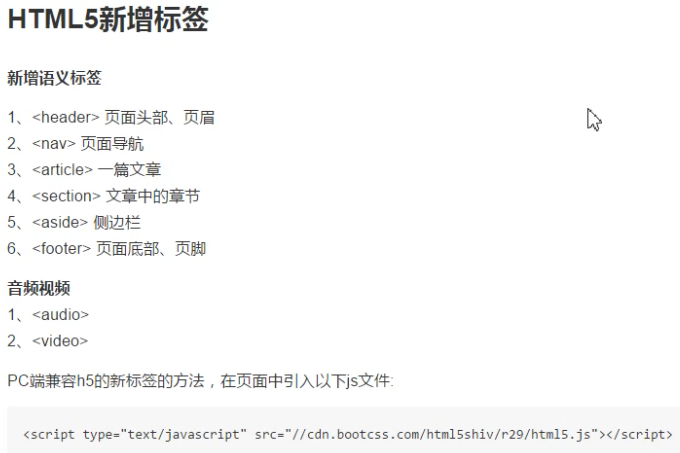 HTML5新增标签
新增语义标签
1、<header> 页面头部、页眉
2、<nav> 页面导航
3、<article> 一篇文章
4、<section> 文章中的章节
5、<aside> 侧边栏
6、<footer> 页面底部、页脚
音频视频
1、<audio>
2、<video>
PC端兼容h5的新标签的方法，在页面中引入以下js文件:
<script type="text/javascript" src="//cdn.bootcss.com/html5shiv/r29/html5.js"></script>